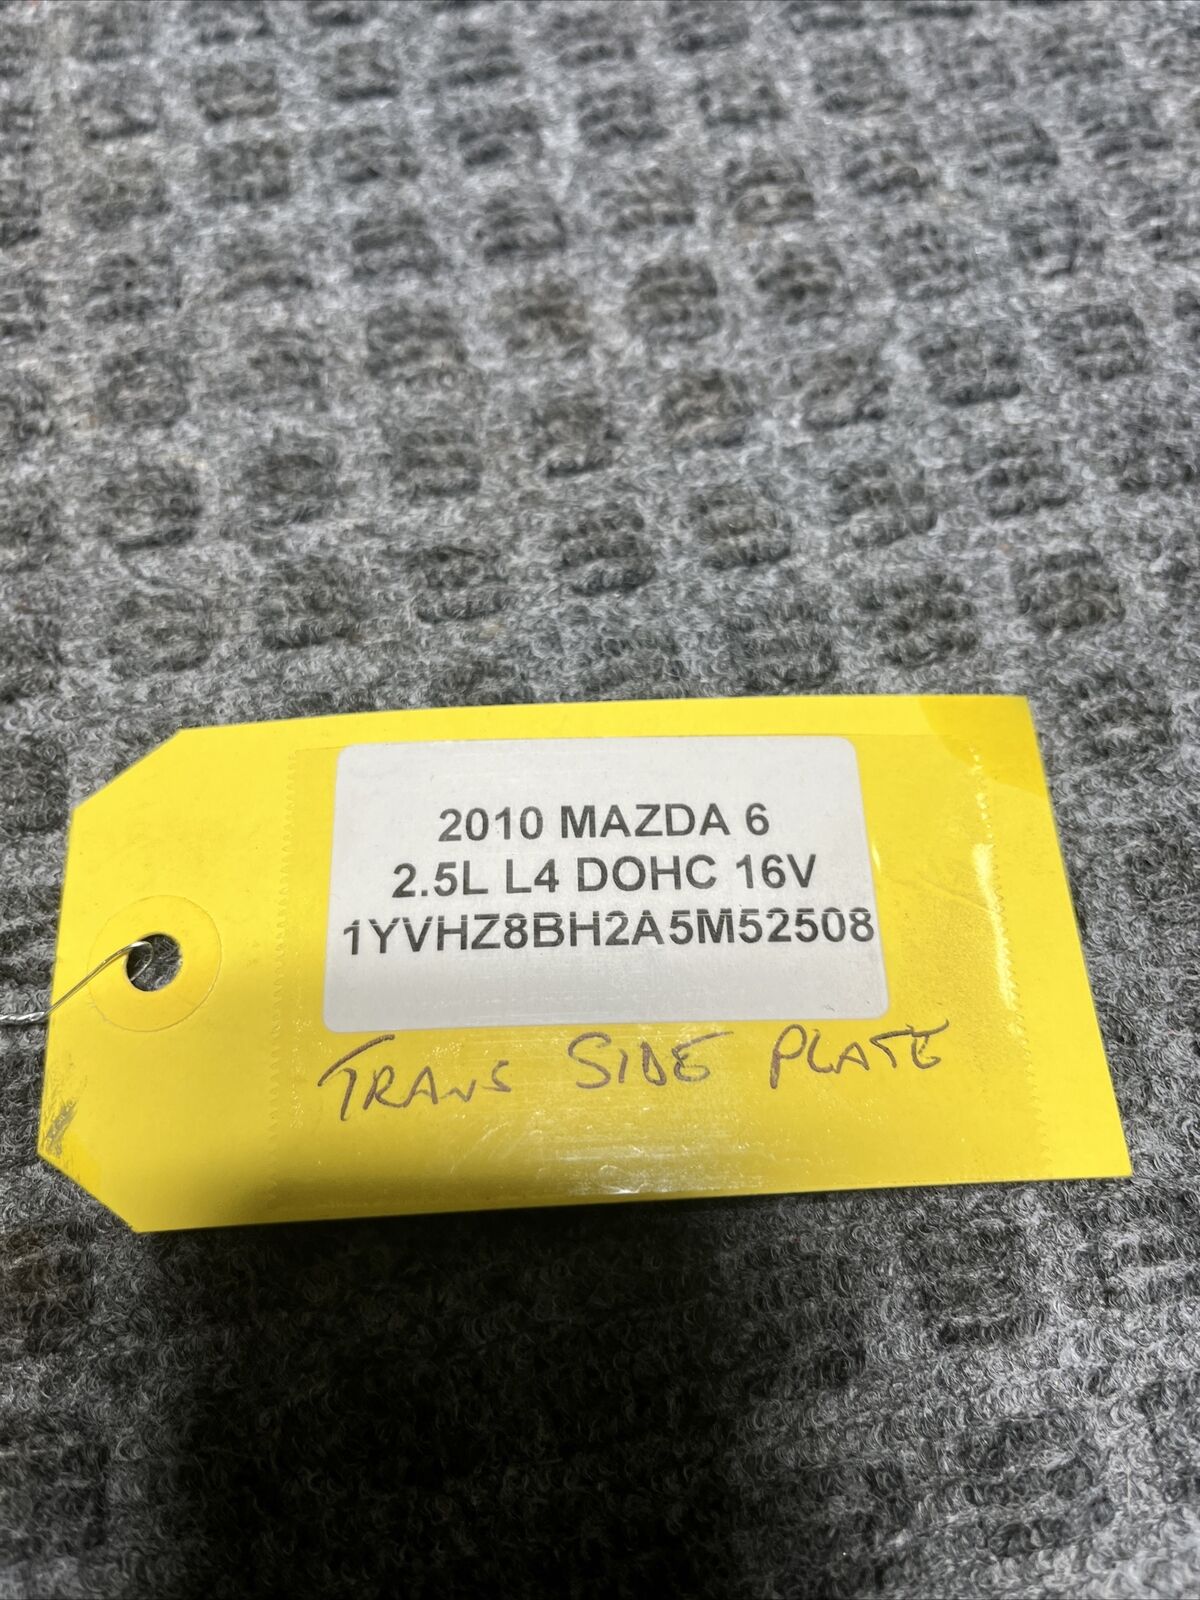 2010 MAZDA 6
2.5L L4 DOHC 16V
1YVHZ8BH2A5M52508
TRANS SIDE PLATE